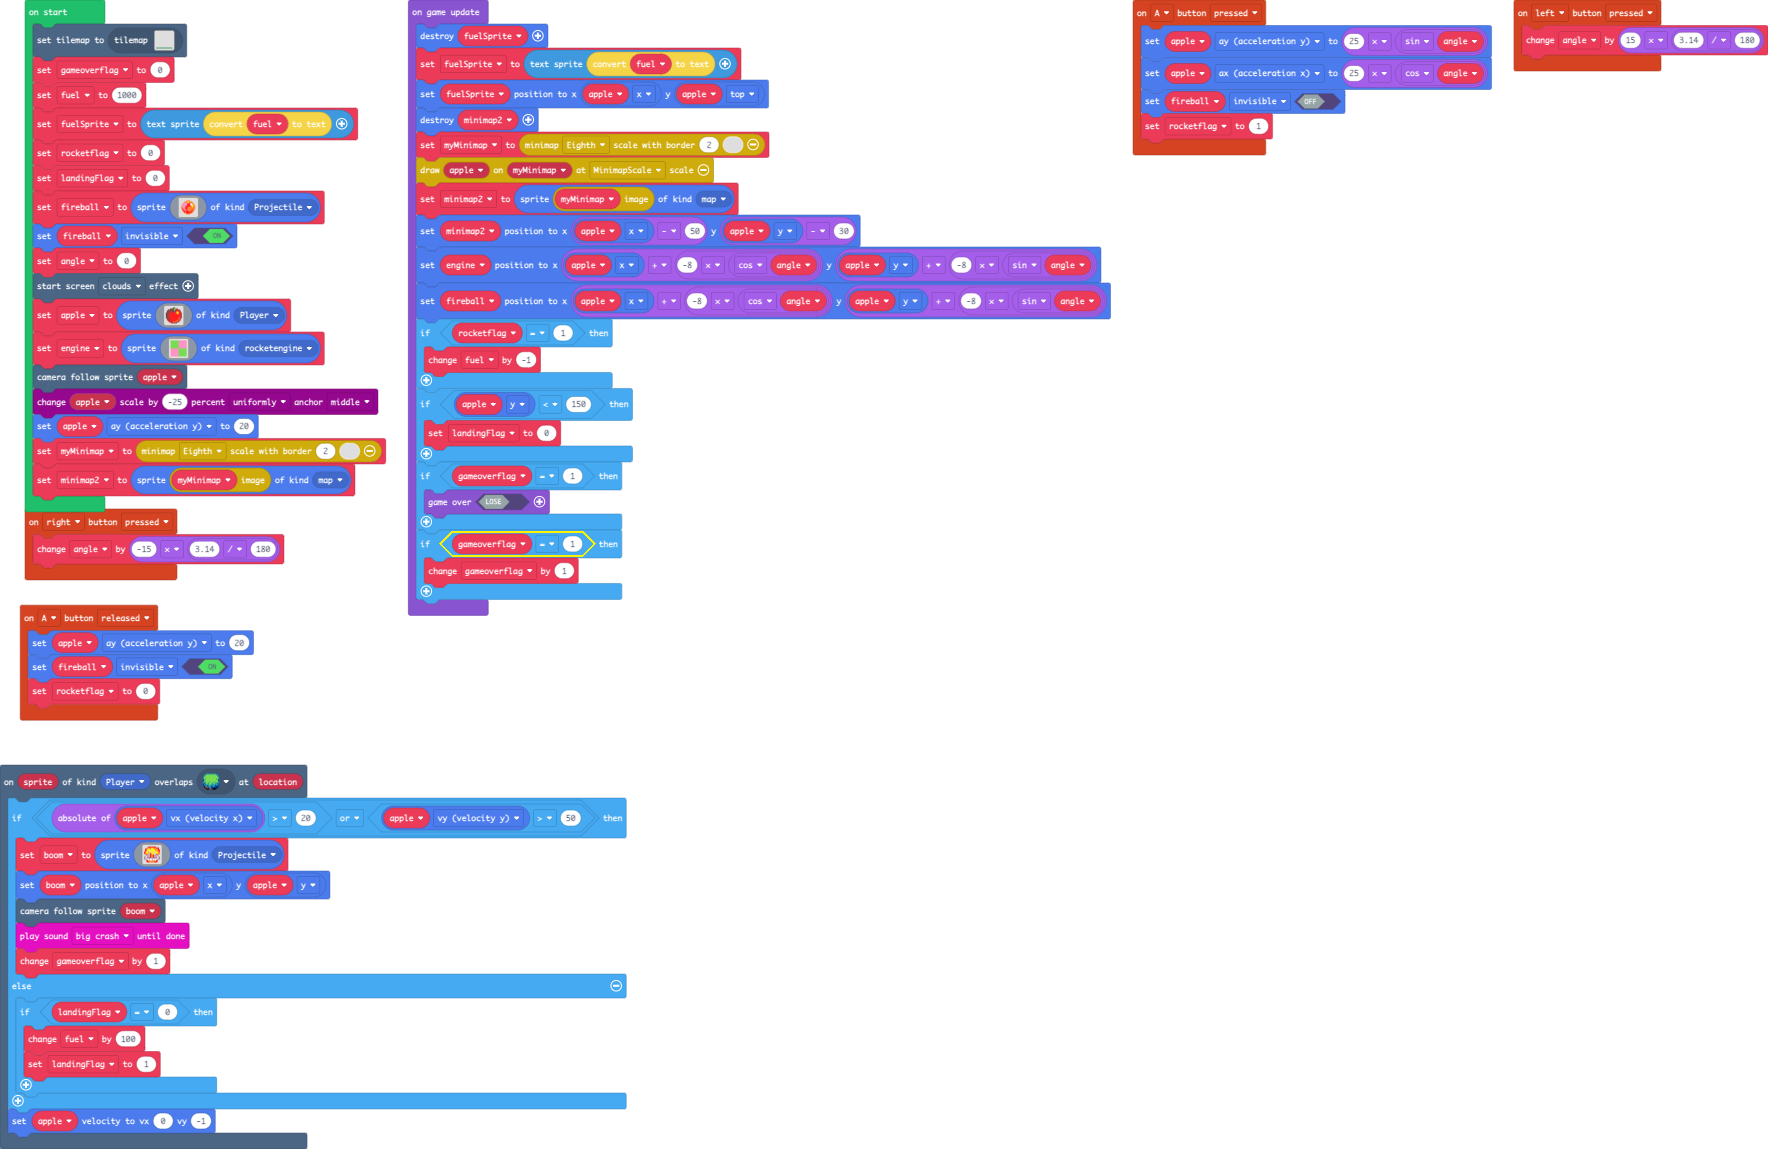 on start
set tilemap to tilemap
set gameoverflag to 0
set fuel to 1000
set fuelSprite to text sprite convert fuel to text
set rocketflag to 0
set landingFlag to 0
set fireball to sprite of kind Projectile
set fireball invisible ON
set angle to 0
start screen clouds effect
set apple to sprite of kind Player
set engine to sprite of kind rocketengine
camera follow sprite apple
change apple scale by -25 percent uniformly anchor middle
set apple ay (acceleration y) to 20
set myMinimap to minimap Eighth scale with border 2
set minimap2 to sprite myMinimap image of kind map
on right button pressed
change angle by -15 × 3.14 / 180
on A button released
set apple ay (acceleration y) to 20
set fireball invisible ON
set rocketflag to 0
on game update
destroy fuelSprite
set fuelSprite to text sprite convert fuel to text
set fuelSprite position to x apple x y apple top
destroy minimap2
set myMinimap to minimap Eighth scale with border 2
draw apple on myMinimap at MinimapScale scale
set minimap2 to sprite myMinimap image of kind map
set minimap2 position to x apple x - 50 y apple y - 30
set engine position to x apple x + -8 × cos angle y apple y + -8 × sin angle
set fireball position to x apple x + -8 × cos angle y apple y + -8 × sin angle
if rocketflag = 1 then
change fuel by -1
if apple y < 150 then
set landingFlag to 0
if gameoverflag = 1 then
game over LOSE
if gameoverflag = 1 then
change gameoverflag by 1
on A button pressed
set apple ay (acceleration y) to 25 × sin angle
set apple ax (acceleration x) to 25 × cos angle
set fireball invisible OFF
set rocketflag to 1
on left button pressed
change angle by 15 × 3.14 / 180
on sprite of kind Player overlaps at location
if absolute of apple vx (velocity x) > 20 or apple vy (velocity y) > 50 then
set boom to sprite of kind Projectile
set boom position to x apple x y apple y
camera follow sprite boom
play sound big crash until done
change gameoverflag by 1
else
if landingFlag = 0 then
change fuel by 100
set landingFlag to 1
set apple velocity to vx 0 vy -1